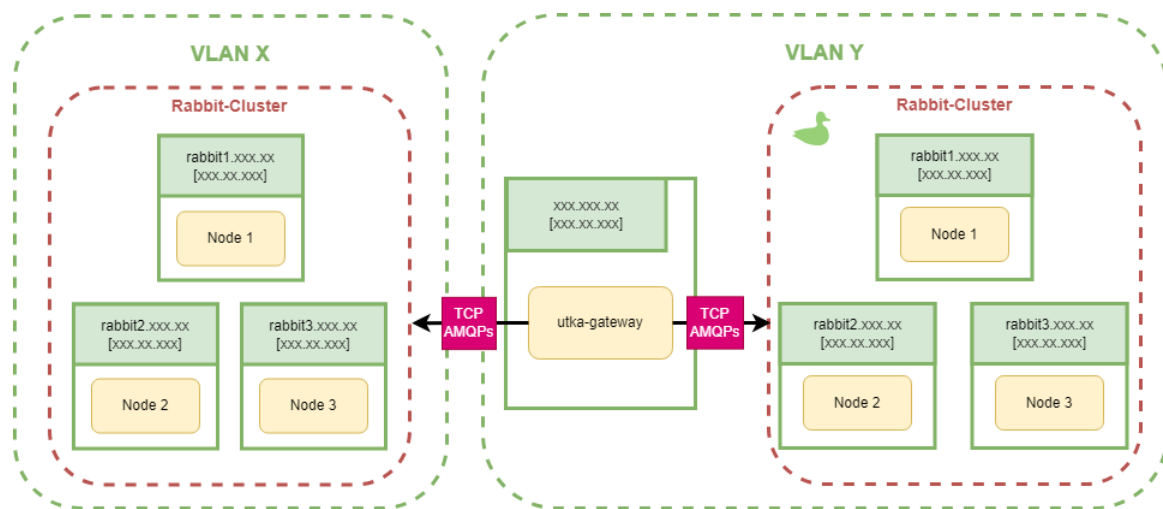 VLAN X
Rabbit-Cluster
rabbit1.xxx.xx
[xxx.xx.xxx]
Node 1
rabbit2.xxx.xx
[xxx.xx.xxx]
Node 2
rabbit3.xxx.xx
[xxx.xx.xxx]
Node 3
TCP
AMQPs
VLAN Y
xxx.xxx.xx
[xxx.xx.xxx]
utka-gateway
TCP
AMQPs
Rabbit-Cluster
rabbit1.xxx.xx
[xxx.xx.xxx]
Node 1
rabbit2.xxx.xx
[xxx.xx.xxx]
Node 2
rabbit3.xxx.xx
[xxx.xx.xxx]
Node 3